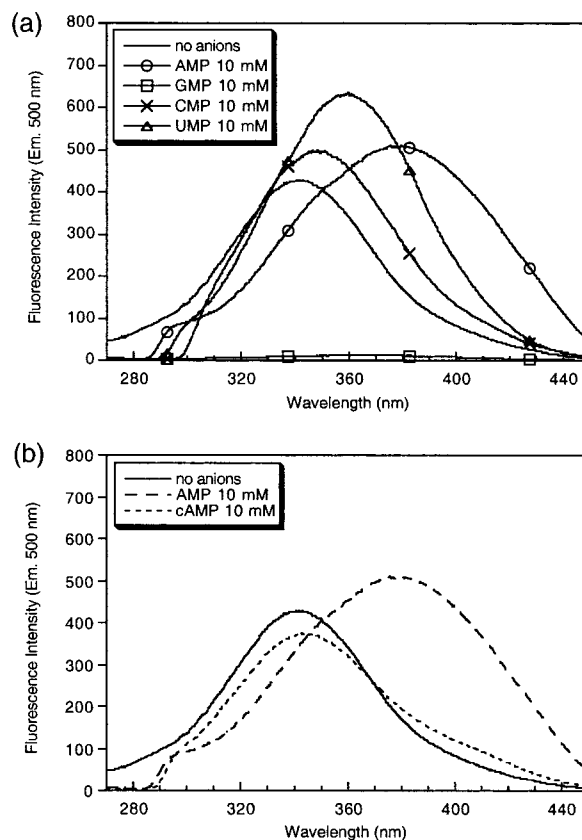 (a)
no anions
AMP 10 mM
GMP 10 mM
CMP 10 mM
UMP 10 mM
Fluorescence Intensity (Em. 500 nm)
800
700
600
500
400
300
200
100
0
280 320 360 400 440
Wavelength (nm)
(b)
no anions
AMP 10 mM
cAMP 10 mM
Fluorescence Intensity (Em. 500 nm)
800
700
600
500
400
300
200
100
0
280 320 360 400 440
Wavelength (nm)